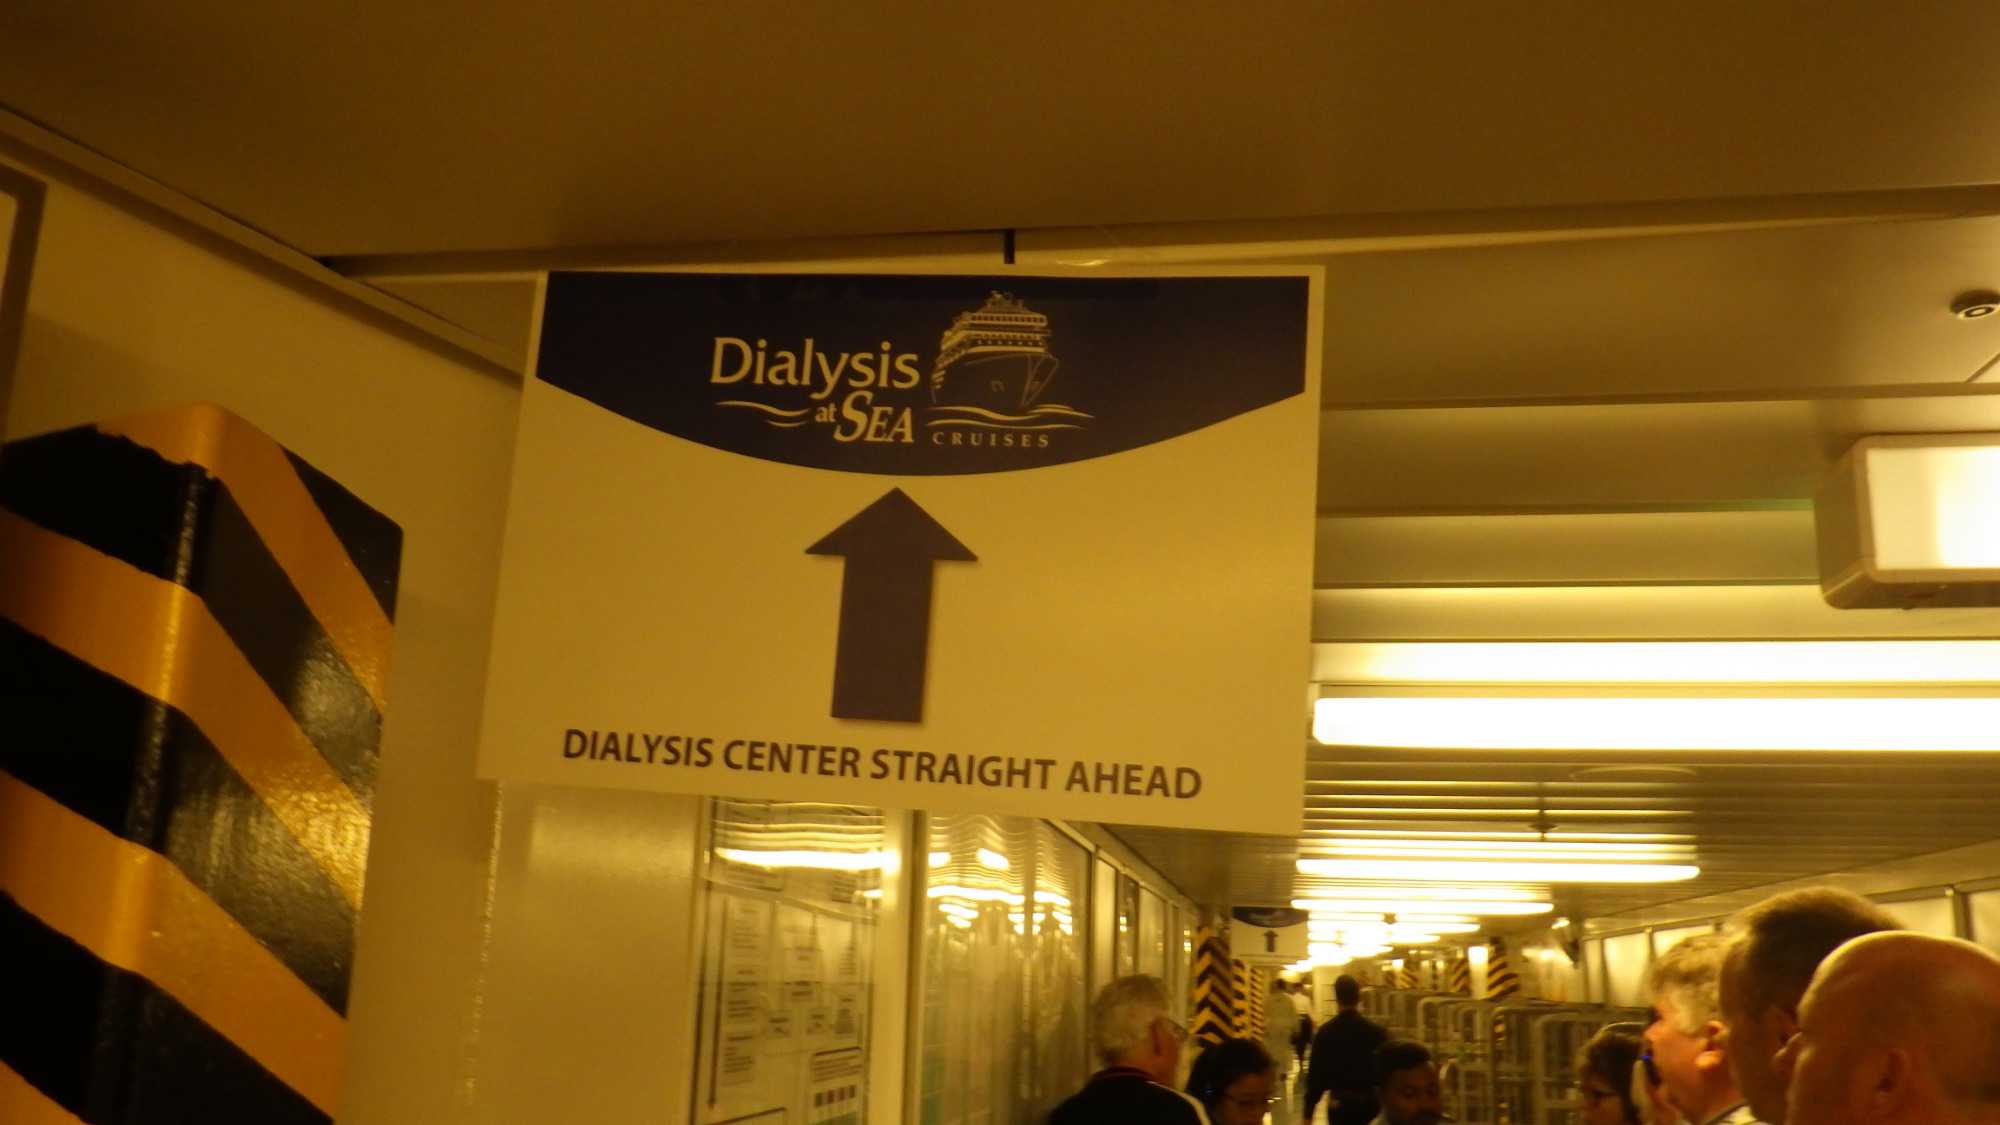 Dialysis
at SEA CRUISES
DIALYSIS CENTER STRAIGHT AHEAD